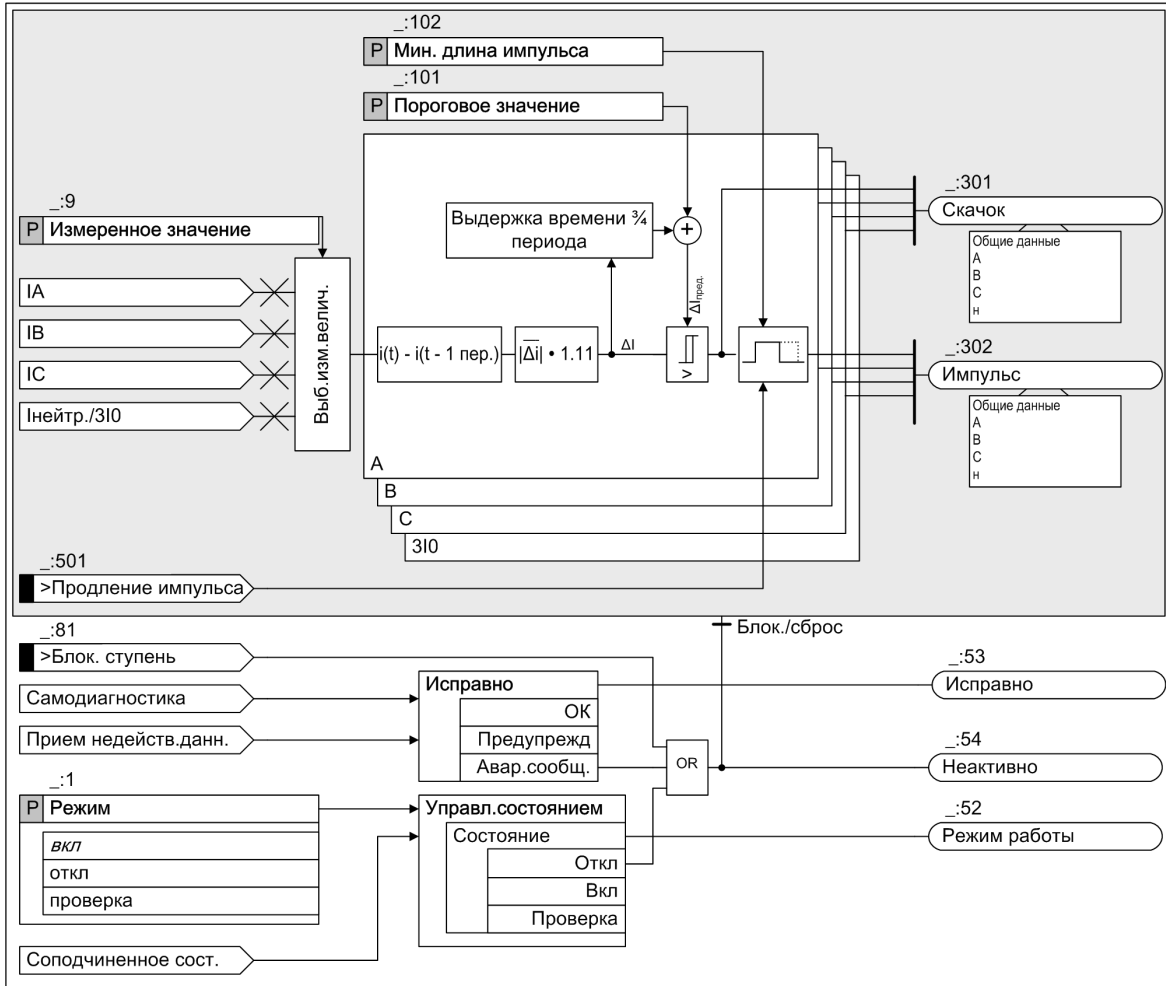 _:102
P Мин. длина импульса
_:101
P Пороговое значение
_:9
P Измеренное значение
IA
IB
IC
Iнейтр./3I0
Выб.изм.велич.
Выдержка времени ¾
периода
+
ΔIпред.
i(t) - i(t - 1 пер.)
|Δi| • 1.11
ΔI
>
A
B
C
3I0
_:301
Скачок
Общие данные
A
B
C
н
_:302
Импульс
Общие данные
A
B
C
н
_:501
>Продление импульса
Блок./сброс
_:81
>Блок. ступень
Самодиагностика
Прием недейств.данн.
Исправно
ОК
Предупрежд
Авар.сообщ.
OR
_:53
Исправно
_:54
Неактивно
_:1
P Режим
вкл
откл
проверка
Управл.состоянием
Состояние
Откл
Вкл
Проверка
_:52
Режим работы
Соподчиненное сост.